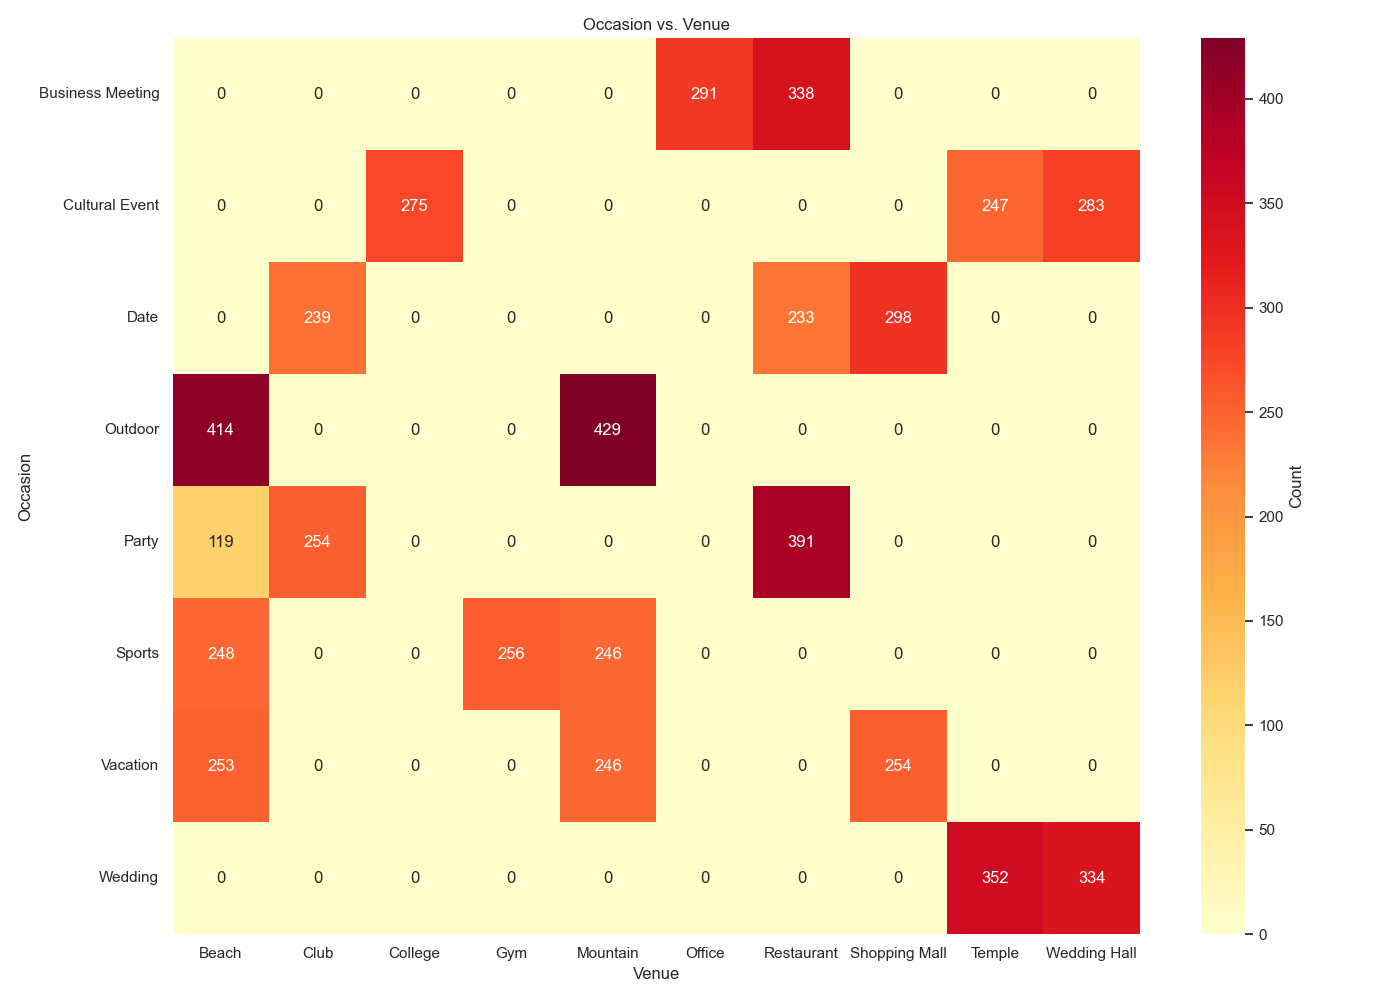 Occasion vs. Venue
Business Meeting 0 0 0 0 0 291 338 0 0 0
Cultural Event 0 0 275 0 0 0 0 0 247 283
Date 0 239 0 0 0 0 233 298 0 0
Outdoor 414 0 0 0 429 0 0 0 0 0
Party 119 254 0 0 0 0 391 0 0 0
Sports 248 0 0 256 246 0 0 0 0 0
Vacation 253 0 0 0 246 0 0 254 0 0
Wedding 0 0 0 0 0 0 0 0 352 334
Beach Club College Gym Mountain Office Restaurant Shopping Mall Temple Wedding Hall
Venue
Occasion
400
350
300
250
200
150
100
50
0
Count